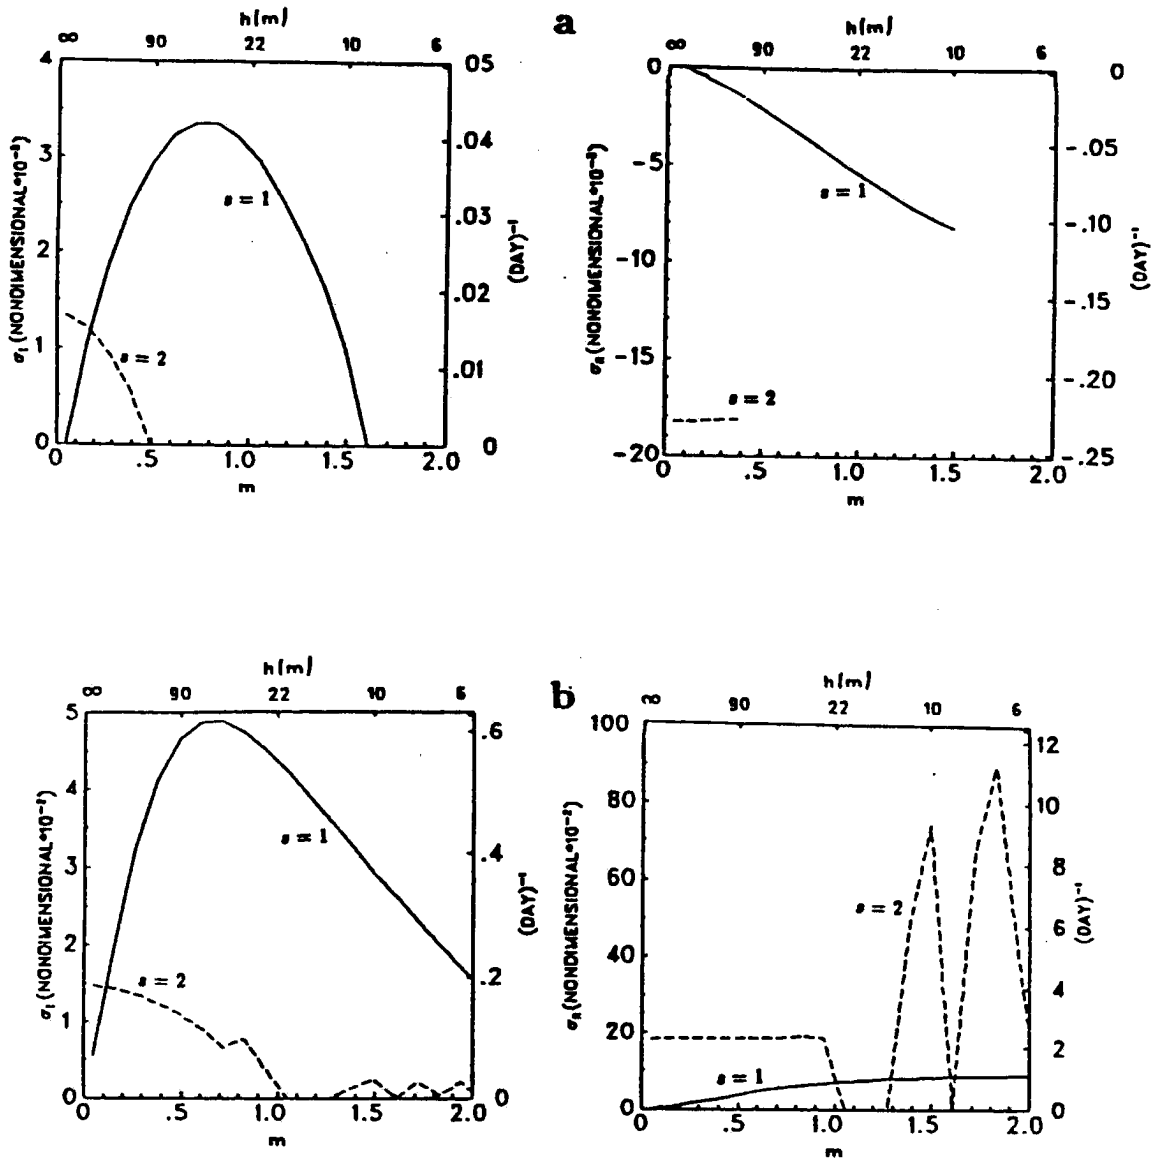 a
h(m)
∞ 90 22 10 6
4 .05
3 .04
.03
2
.02
1
.01
0 0
σI (NONDIMENSIONAL*10⁻³)
(DAY)⁻¹
s = 1
s = 2
0 .5 1.0 1.5 2.0
m
h(m)
∞ 90 22 10 6
0 0
-5 -.05
-10 -.10
-.15
-15
-.20
-20 -.25
σR (NONDIMENSIONAL*10⁻³)
(DAY)⁻¹
s = 1
s = 2
0 .5 1.0 1.5 2.0
m
b
h(m)
∞ 90 22 10 6
5
.6
4
.4
3
2
.2
1
0 0
σI (NONDIMENSIONAL*10⁻²)
(DAY)⁻¹
s = 1
s = 2
0 .5 1.0 1.5 2.0
m
h(m)
∞ 90 22 10 6
100
12
80 10
60 8
6
40
4
20
2
0 0
σR (NONDIMENSIONAL*10⁻²)
(DAY)⁻¹
s = 2
s = 1
.5 1.0 1.5 2.0
m